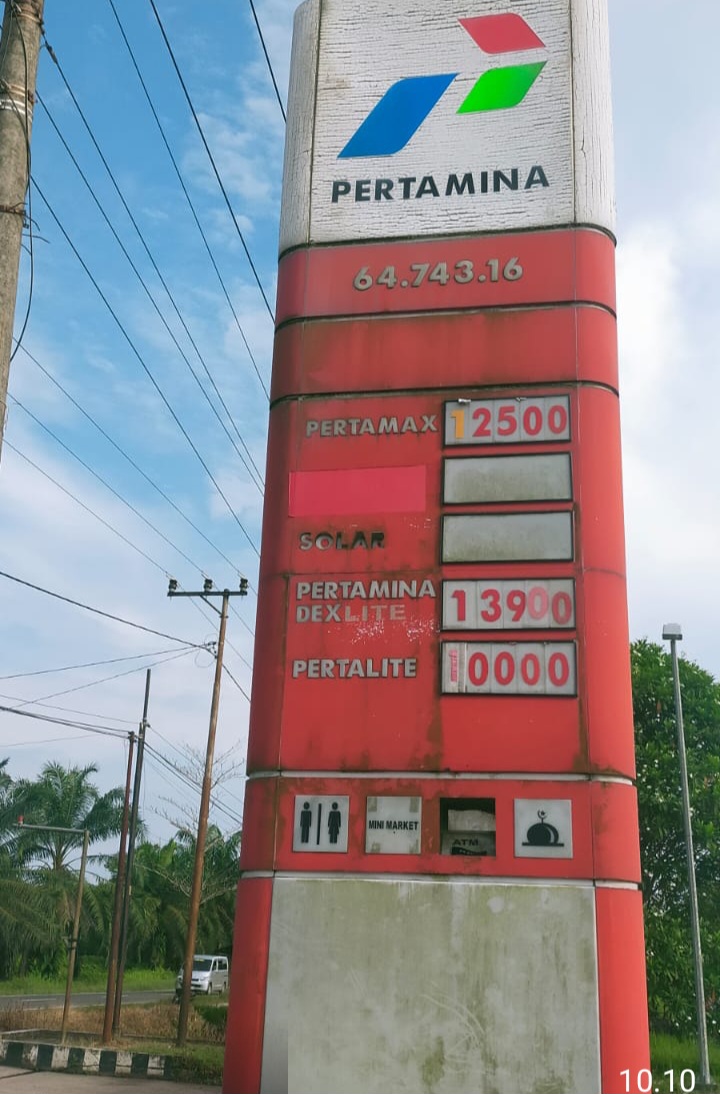 PERTAMINA
64.743.16
PERTAMAX 12500
SOLAR
PERTAMINA
DEXLITE 13900
PERTALITE 0000
MINI MARKET
ATM
10.10